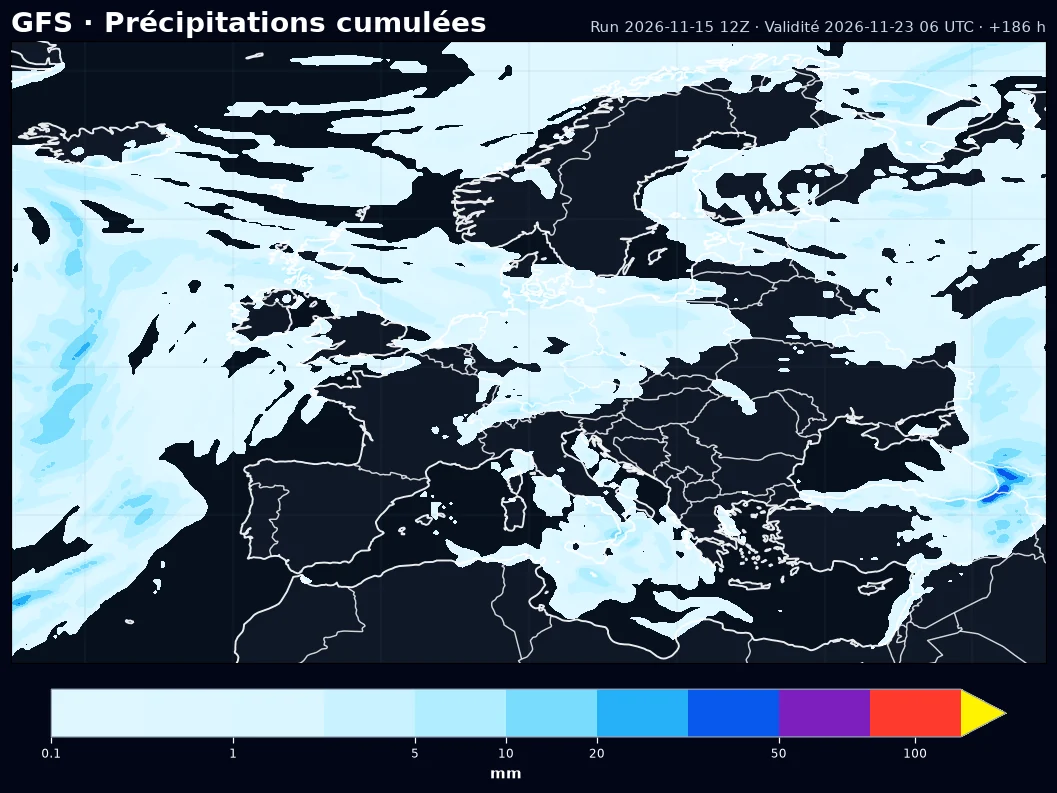 GFS · Précipitations cumulées
Run 2026-11-15 12Z · Validité 2026-11-23 06 UTC · +186 h
0.1 1 5 10 20 50 100
mm